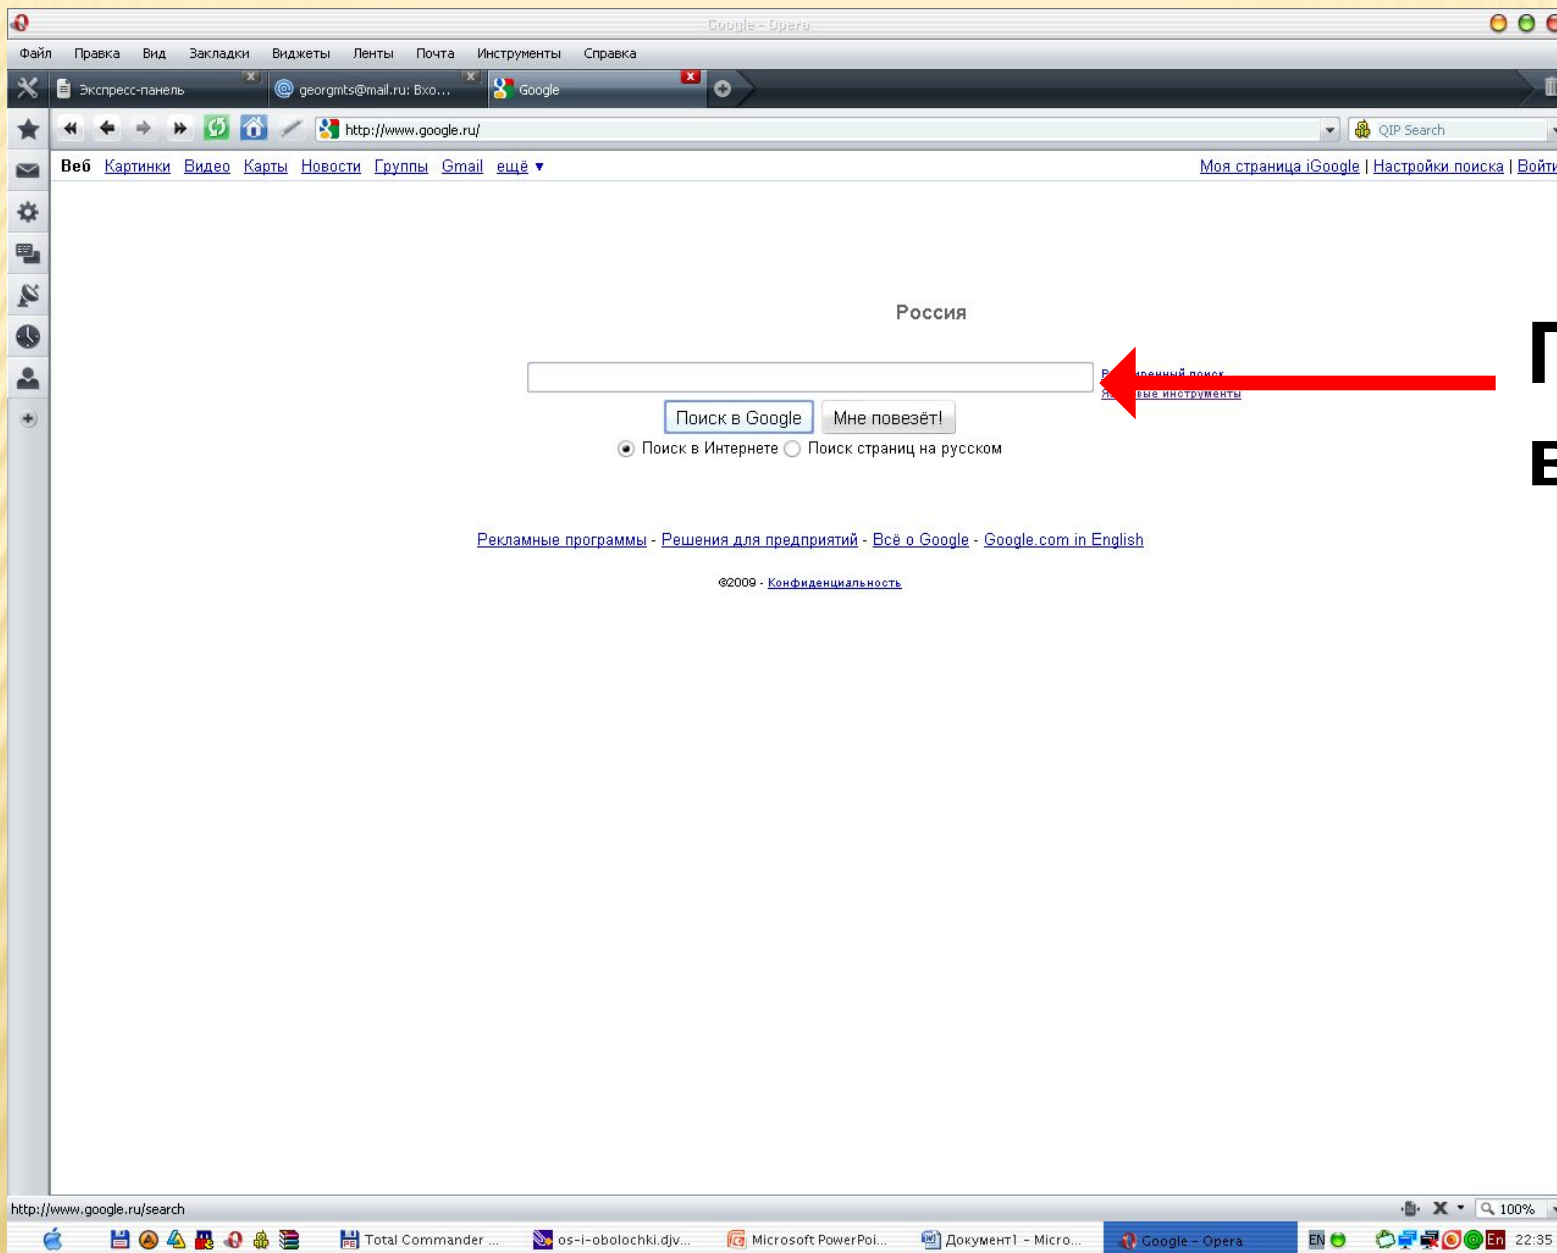 Google - Opera
Файл Правка Вид Закладки Виджеты Ленты Почта Инструменты Справка
Экспресс-панель georgmts@mail.ru: Вхо... Google
http://www.google.ru/ QIP Search
Веб Картинки Видео Карты Новости Группы Gmail ещё ▼ Моя страница iGoogle | Настройки поиска | Войти
Россия
поиск
инструменты
Поиск в Google Мне повезёт!
Поиск в Интернете Поиск страниц на русском
Рекламные программы - Решения для предприятий - Всё о Google - Google.com in English
©2009 - Конфиденциальность
http://www.google.ru/search 100%
Total Commander ... os-i-obolochki.djv... Microsoft PowerPoi... Документ1 - Micro... Google - Opera EN En 22:35